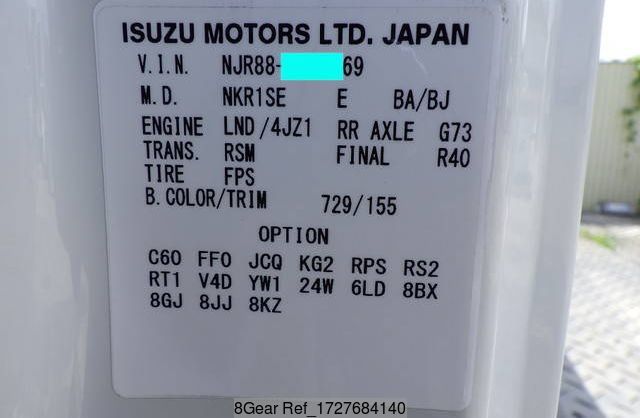 ISUZU MOTORS LTD. JAPAN
V.I.N. NJR88- 69
M.D. NKR1SE E BA/BJ
ENGINE LND/4JZ1 RR AXLE G73
TRANS. RSM FINAL R40
TIRE FPS
B.COLOR/TRIM 729/155
OPTION
C60 FF0 JCQ KG2 RPS RS2
RT1 V4D YW1 24W 6LD 8BX
8GJ 8JJ 8KZ
8Gear Ref_1727684140